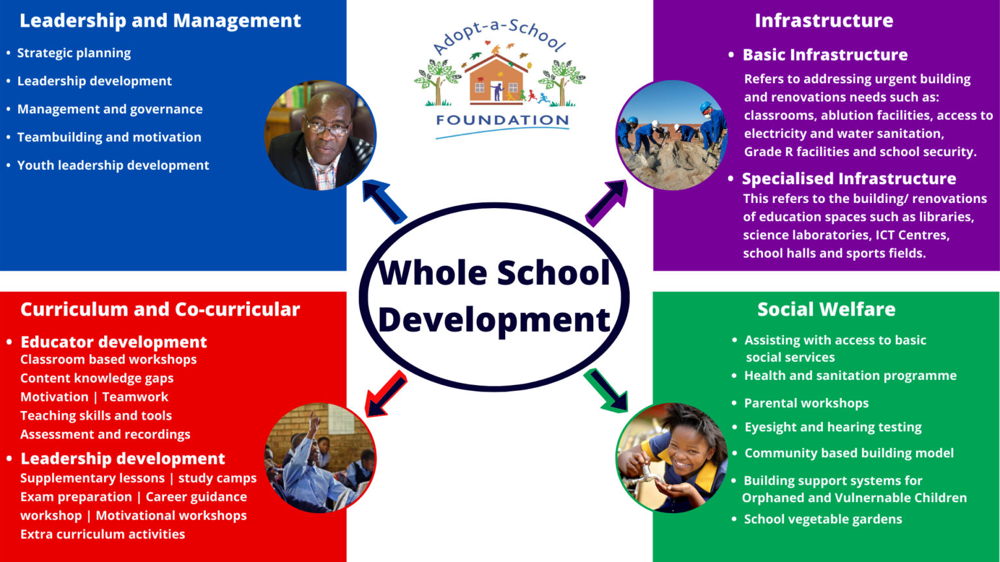 Leadership and Management
• Strategic planning
• Leadership development
• Management and governance
• Teambuilding and motivation
• Youth leadership development
Adopt-a-School
FOUNDATION
Infrastructure
• Basic Infrastructure
Refers to addressing urgent building
and renovations needs such as:
classrooms, ablution facilities, access to
electricity and water sanitation,
Grade R facilities and school security.
• Specialised Infrastructure
This refers to the building/ renovations
of education spaces such as libraries,
science laboratories, ICT Centres,
school halls and sports fields.
Whole School
Development
Curriculum and Co-curricular
• Educator development
Classroom based workshops
Content knowledge gaps
Motivation | Teamwork
Teaching skills and tools
Assessment and recordings
• Leadership development
Supplementary lessons | study camps
Exam preparation | Career guidance
workshop | Motivational workshops
Extra curriculum activities
Social Welfare
• Assisting with access to basic
social services
• Health and sanitation programme
• Parental workshops
• Eyesight and hearing testing
• Community based building model
• Building support systems for
Orphaned and Vulnernable Children
• School vegetable gardens